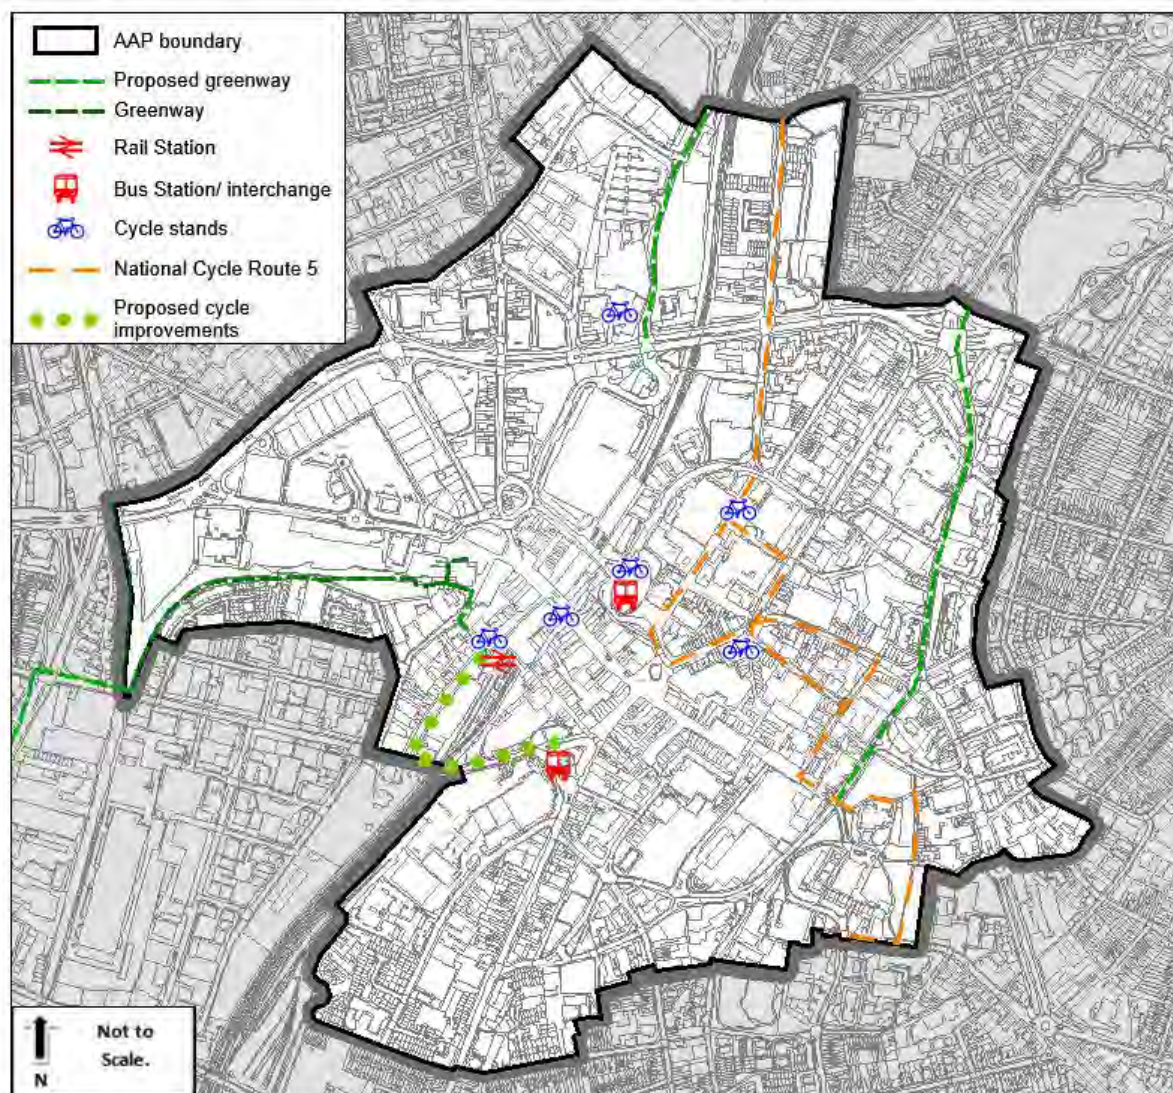 AAP boundary
Proposed greenway
Greenway
Rail Station
Bus Station/ interchange
Cycle stands
National Cycle Route 5
Proposed cycle
improvements
Not to
Scale.
N